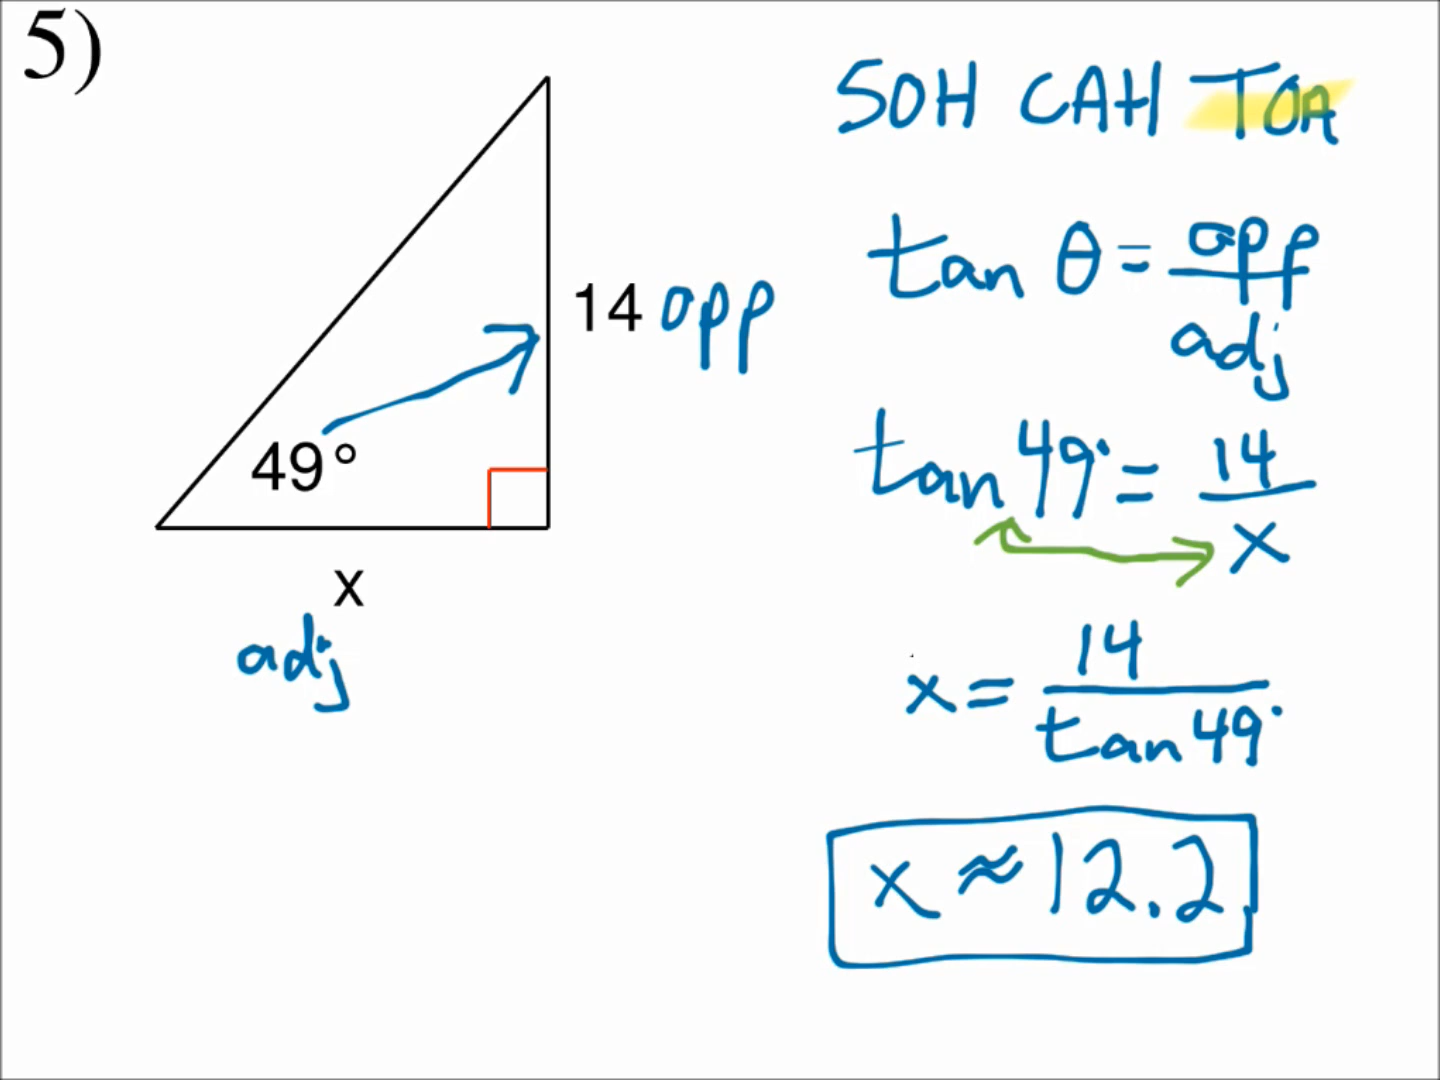 5)
SOH CAH TOA
tan θ = opp/adj
14 opp
49°
tan 49° = 14/x
x
adj
x = 14/tan 49°
x ≈ 12.2